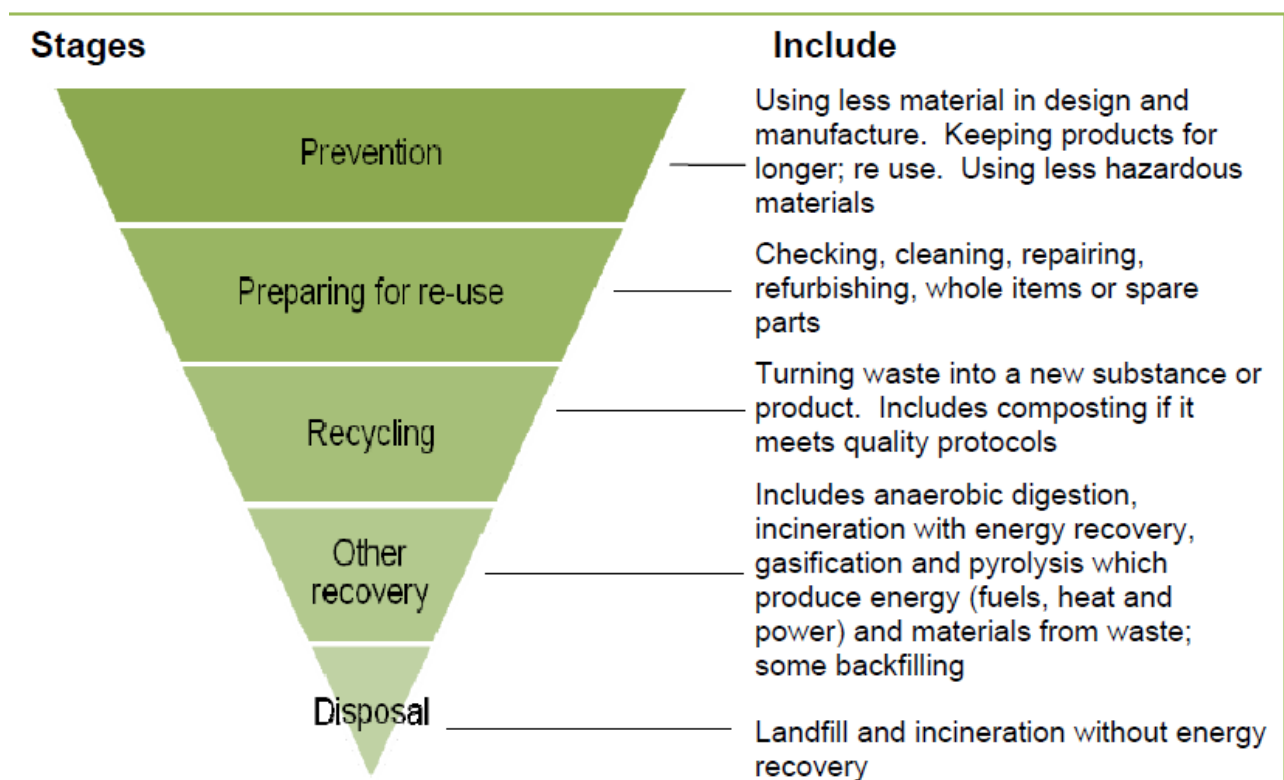 Stages
Include
Prevention
Using less material in design and
manufacture.  Keeping products for
longer; re use.  Using less hazardous
materials
Preparing for re-use
Checking, cleaning, repairing,
refurbishing, whole items or spare
parts
Recycling
Turning waste into a new substance or
product.  Includes composting if it
meets quality protocols
Other
recovery
Includes anaerobic digestion,
incineration with energy recovery,
gasification and pyrolysis which
produce energy (fuels, heat and
power) and materials from waste;
some backfilling
Disposal
Landfill and incineration without energy
recovery